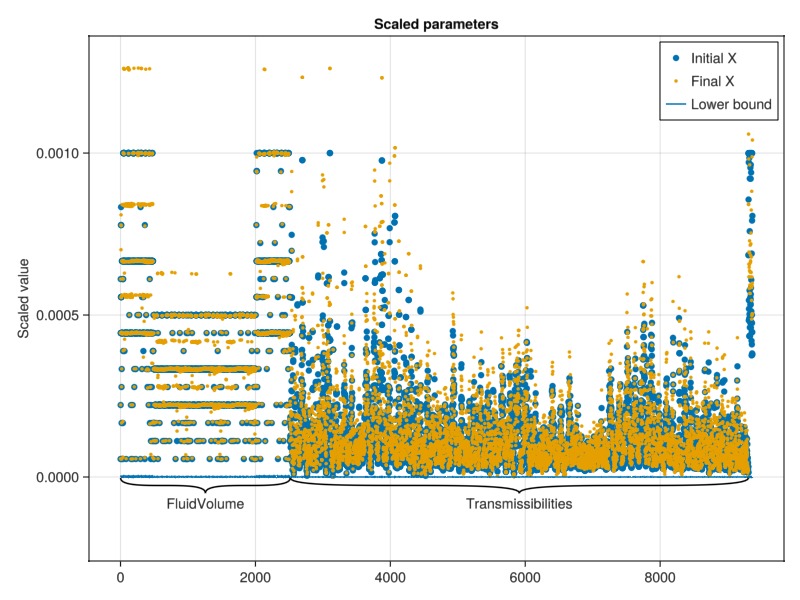 Scaled parameters
Initial X
Final X
Lower bound
Scaled value
0.0010
0.0005
0.0000
FluidVolume
Transmissibilities
0
2000
4000
6000
8000